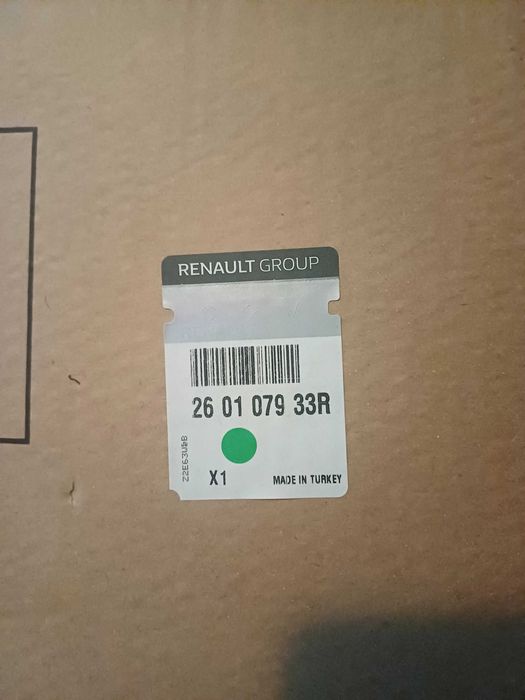 RENAULT GROUP
26 01 079 33R
X1
MADE IN TURKEY